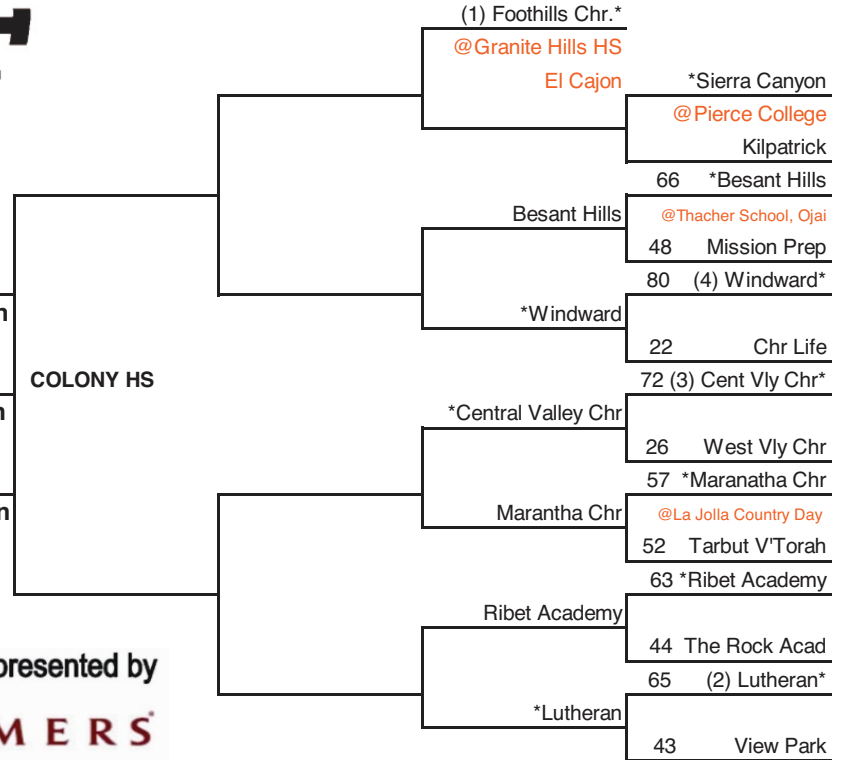 (1) Foothills Chr.*
@Granite Hills HS
El Cajon
*Sierra Canyon
@Pierce College
Kilpatrick
66 *Besant Hills
Besant Hills
@Thacher School, Ojai
48 Mission Prep
80 (4) Windward*
*Windward
22 Chr Life
COLONY HS
72 (3) Cent Vly Chr*
*Central Valley Chr
26 West Vly Chr
57 *Maranatha Chr
Marantha Chr
@La Jolla Country Day
52 Tarbut V'Torah
63 *Ribet Academy
Ribet Academy
44 The Rock Acad
presented by
65 (2) Lutheran*
*Lutheran
43 View Park